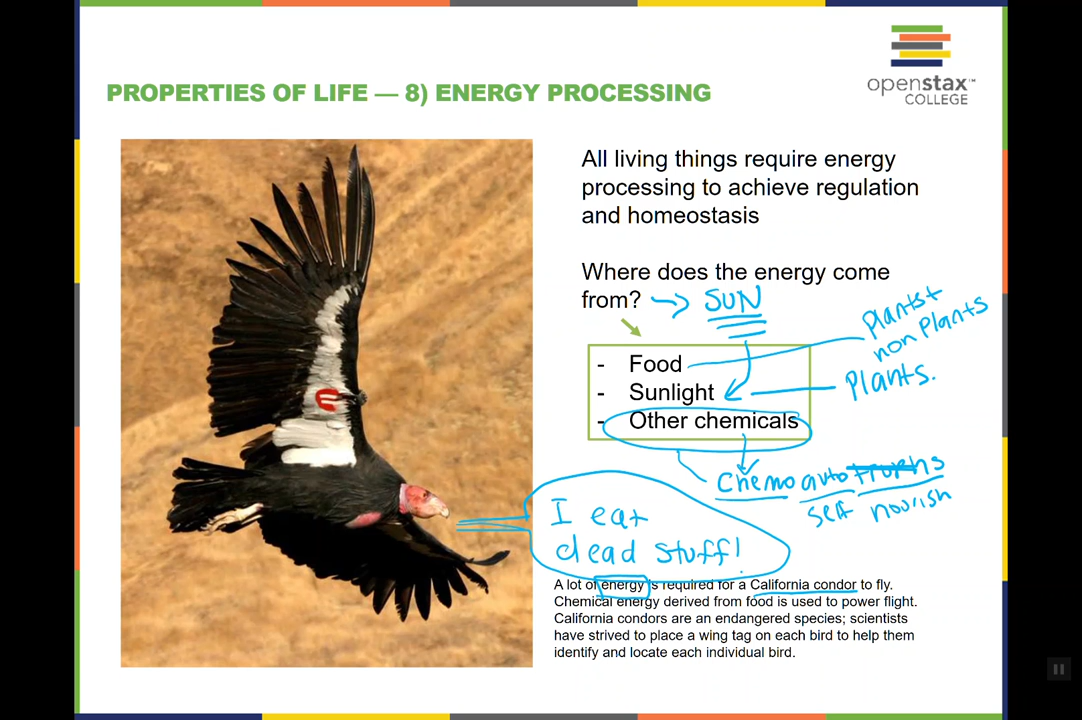 openstax™
COLLEGE
PROPERTIES OF LIFE — 8) ENERGY PROCESSING
All living things require energy
processing to achieve regulation
and homeostasis
Where does the energy come
from? → SUN
- Food
plants +
non plants
- Sunlight
plants.
- Other chemicals
Chemo auto trophs
self nourish
I eat
dead stuff!
A lot of energy is required for a California condor to fly.
Chemical energy derived from food is used to power flight.
California condors are an endangered species; scientists
have strived to place a wing tag on each bird to help them
identify and locate each individual bird.